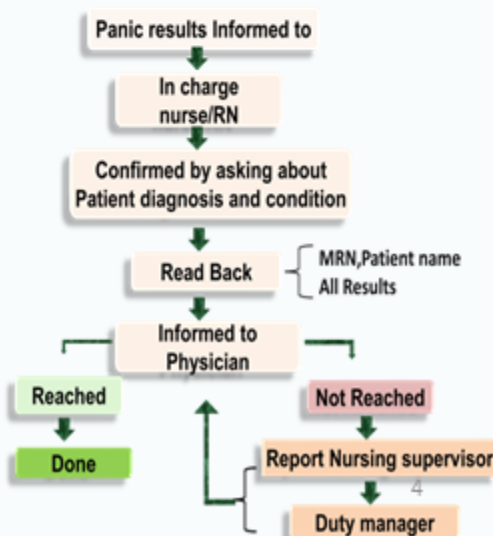 Panic results Informed to
In charge
nurse/RN
Confirmed by asking about
Patient diagnosis and condition
Read Back
MRN,Patient name
All Results
Informed to
Physician
Reached
Not Reached
Done
Report Nursing supervisor
4
Duty manager